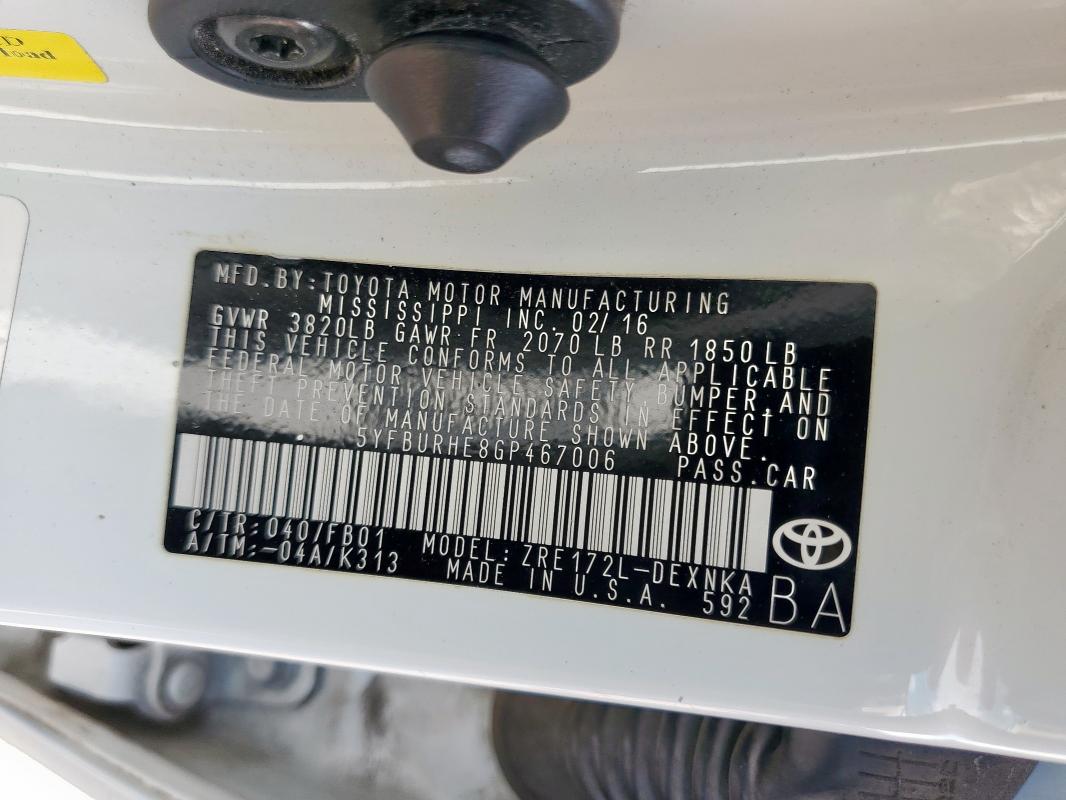 D
Load
MFD.BY:TOYOTA MOTOR MANUFACTURING
MISSISSIPPI INC. 02/16
GVWR 3820LB GAWR FR 2070 LB RR 1850LB
THIS VEHICLE CONFORMS TO ALL APPLICABLE
FEDERAL MOTOR VEHICLE SAFETY, BUMPER, AND
THEFT PREVENTION STANDARDS IN EFFECT ON
THE DATE OF MANUFACTURE SHOWN ABOVE.
5YFBURHE8GP467006 PASS.CAR
C/TR:040/FB01 MODEL:ZRE172L-DEXNKA
A/TM:-04A/K313 MADE IN U.S.A. 592
BA